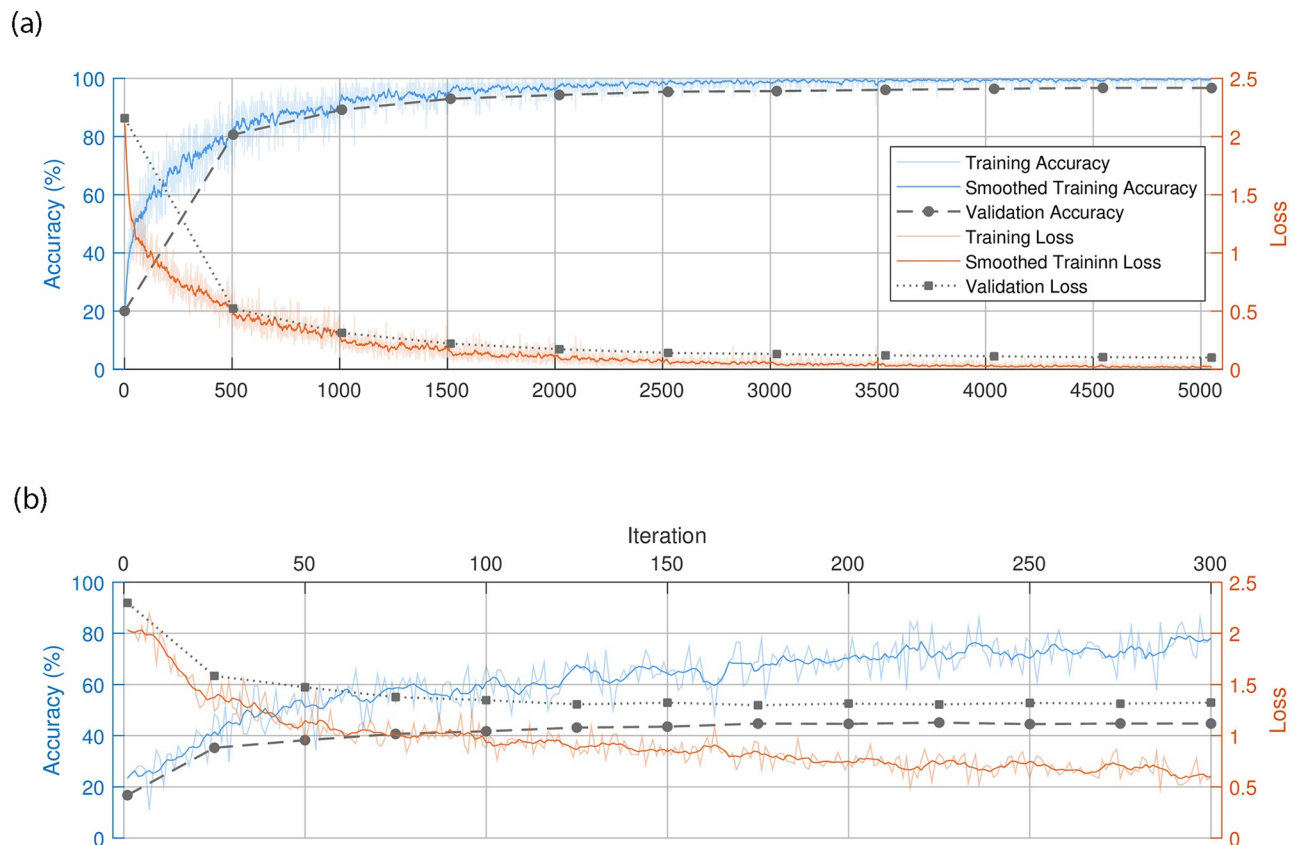 (a)
100
80
60
40
20
0
Accuracy (%)
2.5
2
1.5
1
0.5
0
Loss
Training Accuracy
Smoothed Training Accuracy
Validation Accuracy
Training Loss
Smoothed Traininn Loss
Validation Loss
0 500 1000 1500 2000 2500 3000 3500 4000 4500 5000
(b)
Iteration
0 50 100 150 200 250 300
100
80
60
40
20
0
Accuracy (%)
2.5
2
1.5
1
0.5
0
Loss